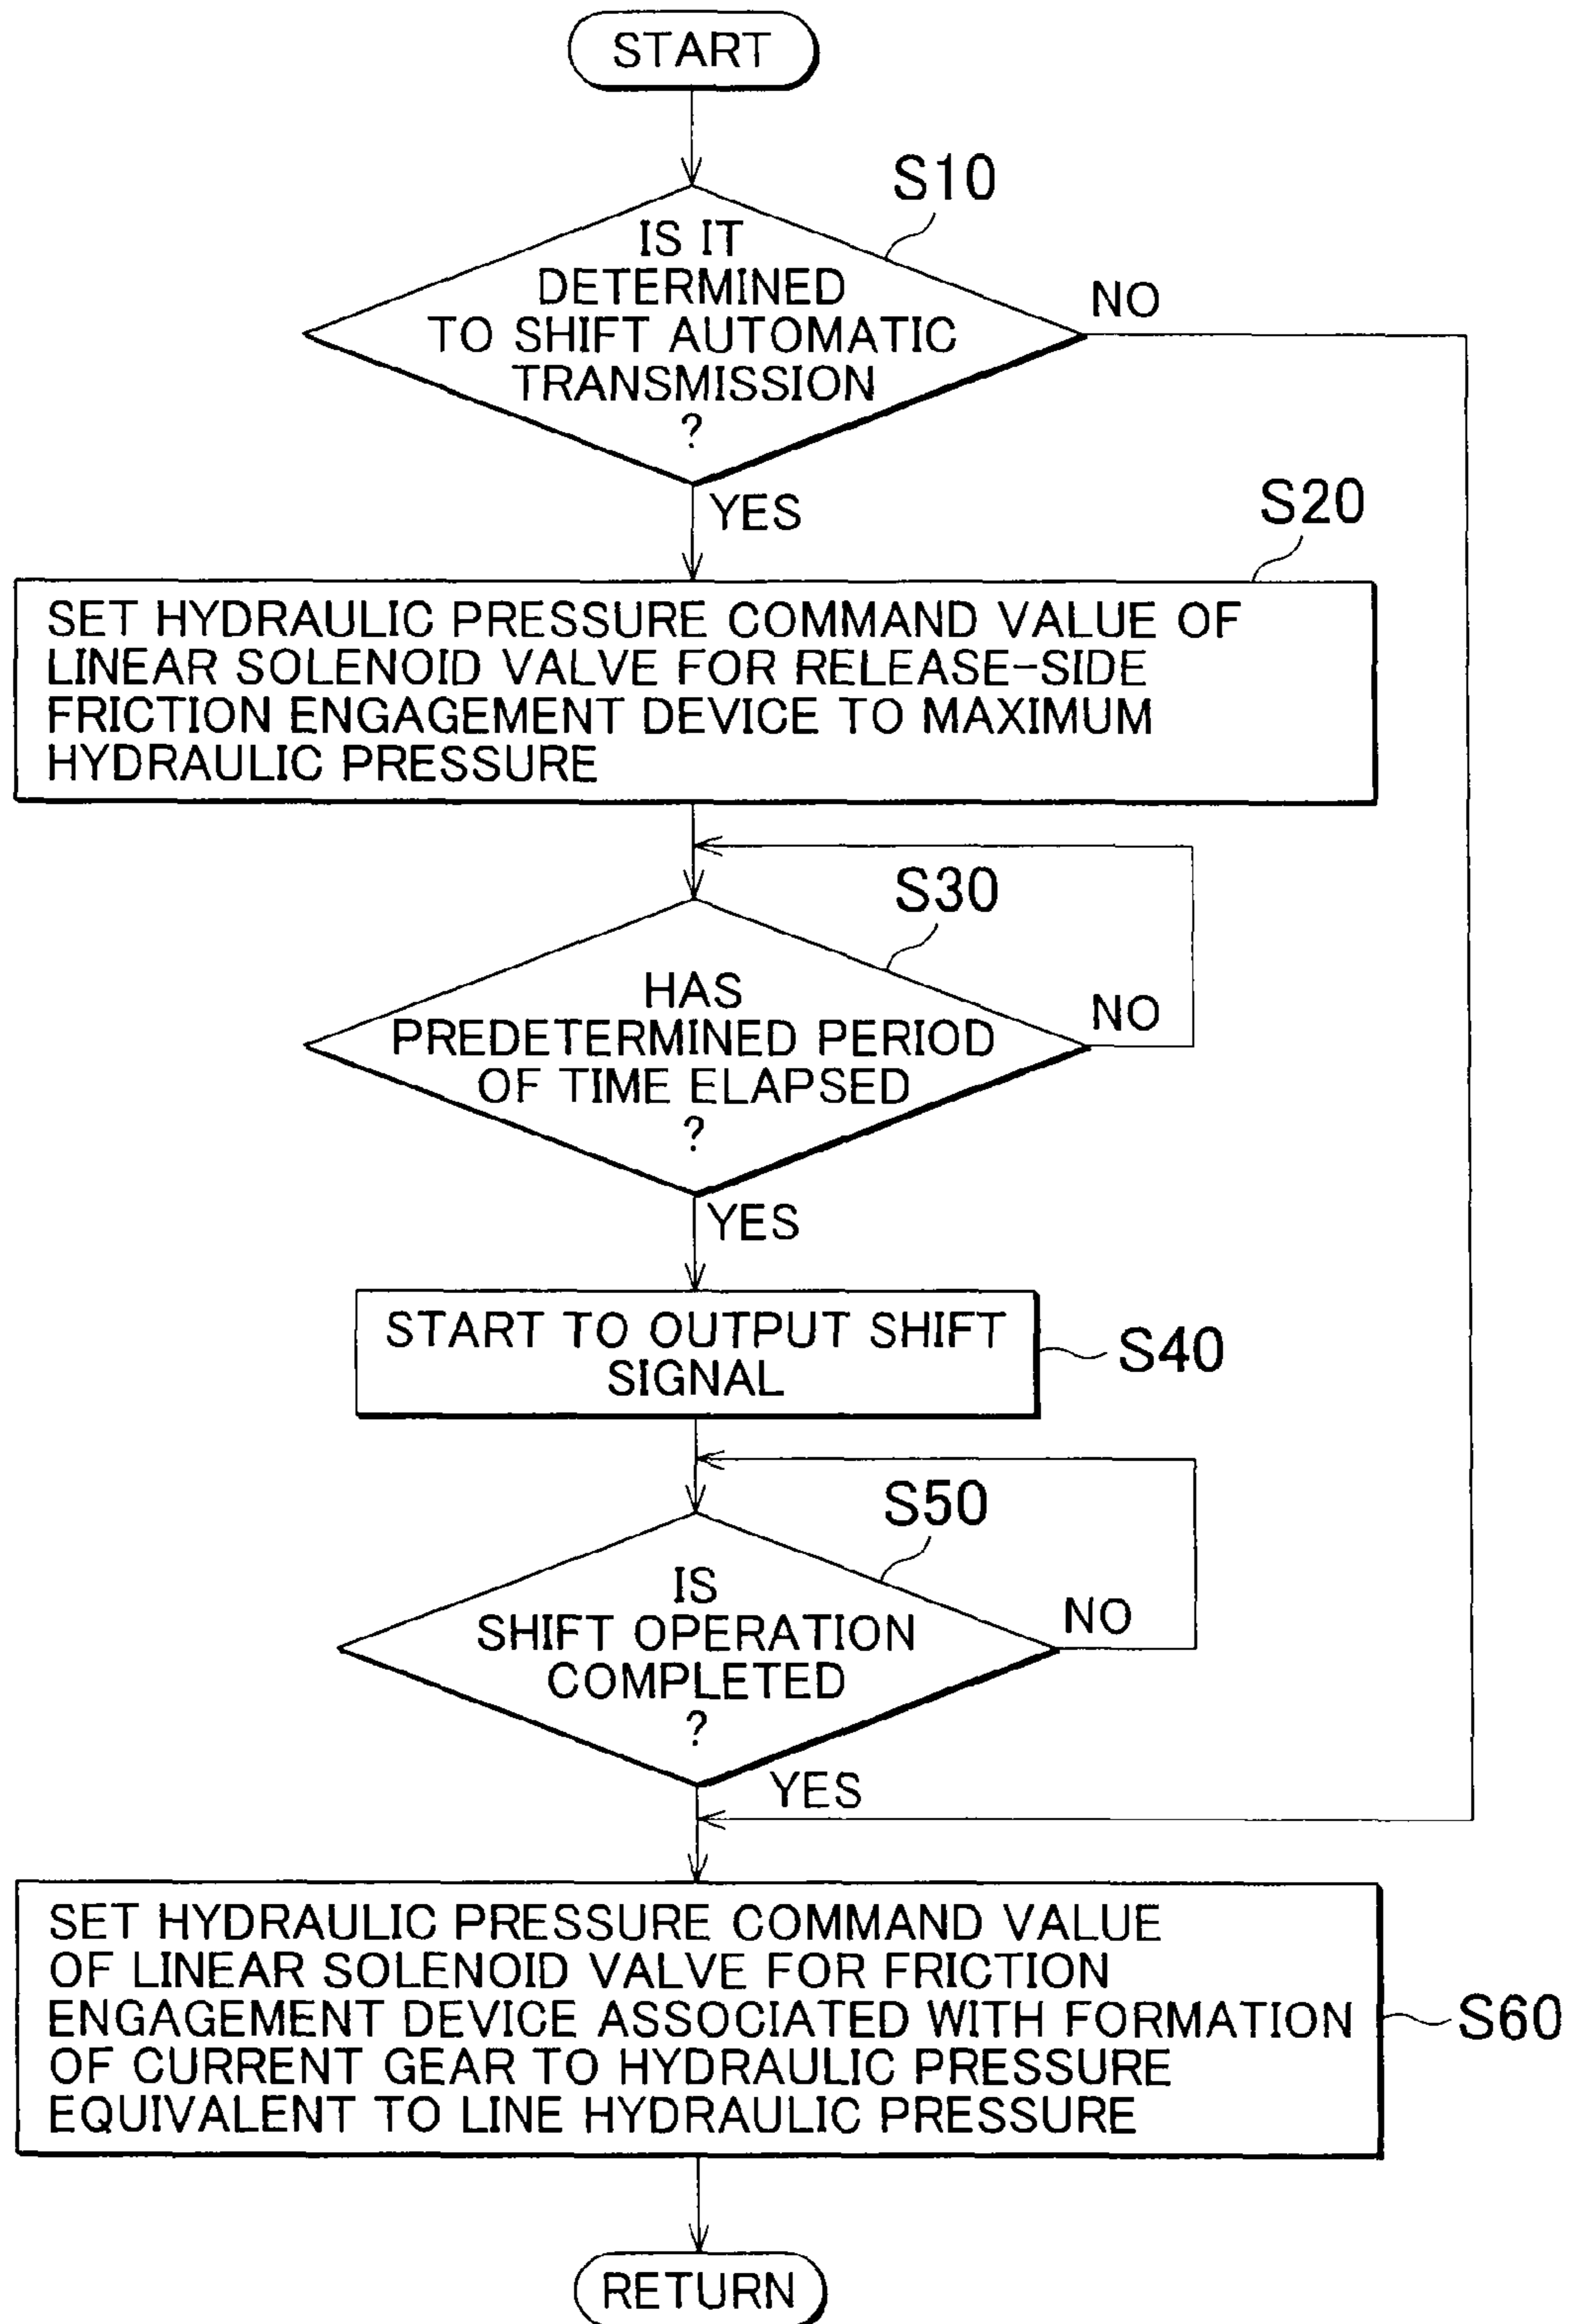 START
S10
IS IT
DETERMINED
TO SHIFT AUTOMATIC
TRANSMISSION
?
NO
YES
S20
SET HYDRAULIC PRESSURE COMMAND VALUE OF
LINEAR SOLENOID VALVE FOR RELEASE-SIDE
FRICTION ENGAGEMENT DEVICE TO MAXIMUM
HYDRAULIC PRESSURE
S30
HAS
PREDETERMINED PERIOD
OF TIME ELAPSED
?
NO
YES
START TO OUTPUT SHIFT
SIGNAL
S40
S50
IS
SHIFT OPERATION
COMPLETED
?
NO
YES
SET HYDRAULIC PRESSURE COMMAND VALUE
OF LINEAR SOLENOID VALVE FOR FRICTION
ENGAGEMENT DEVICE ASSOCIATED WITH FORMATION
OF CURRENT GEAR TO HYDRAULIC PRESSURE
EQUIVALENT TO LINE HYDRAULIC PRESSURE
S60
RETURN